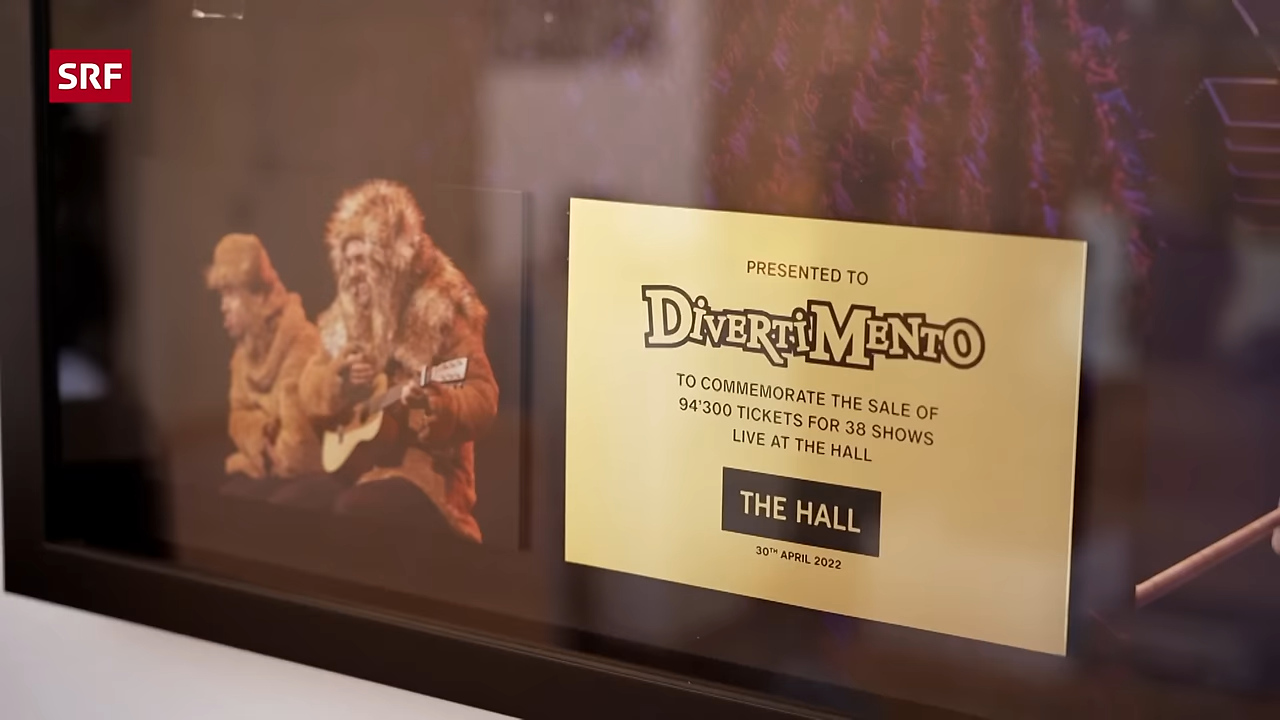 SRF
PRESENTED TO
DIVERTIMENTO
TO COMMEMORATE THE SALE OF
94'300 TICKETS FOR 38 SHOWS
LIVE AT THE HALL
THE HALL
30TH APRIL 2022